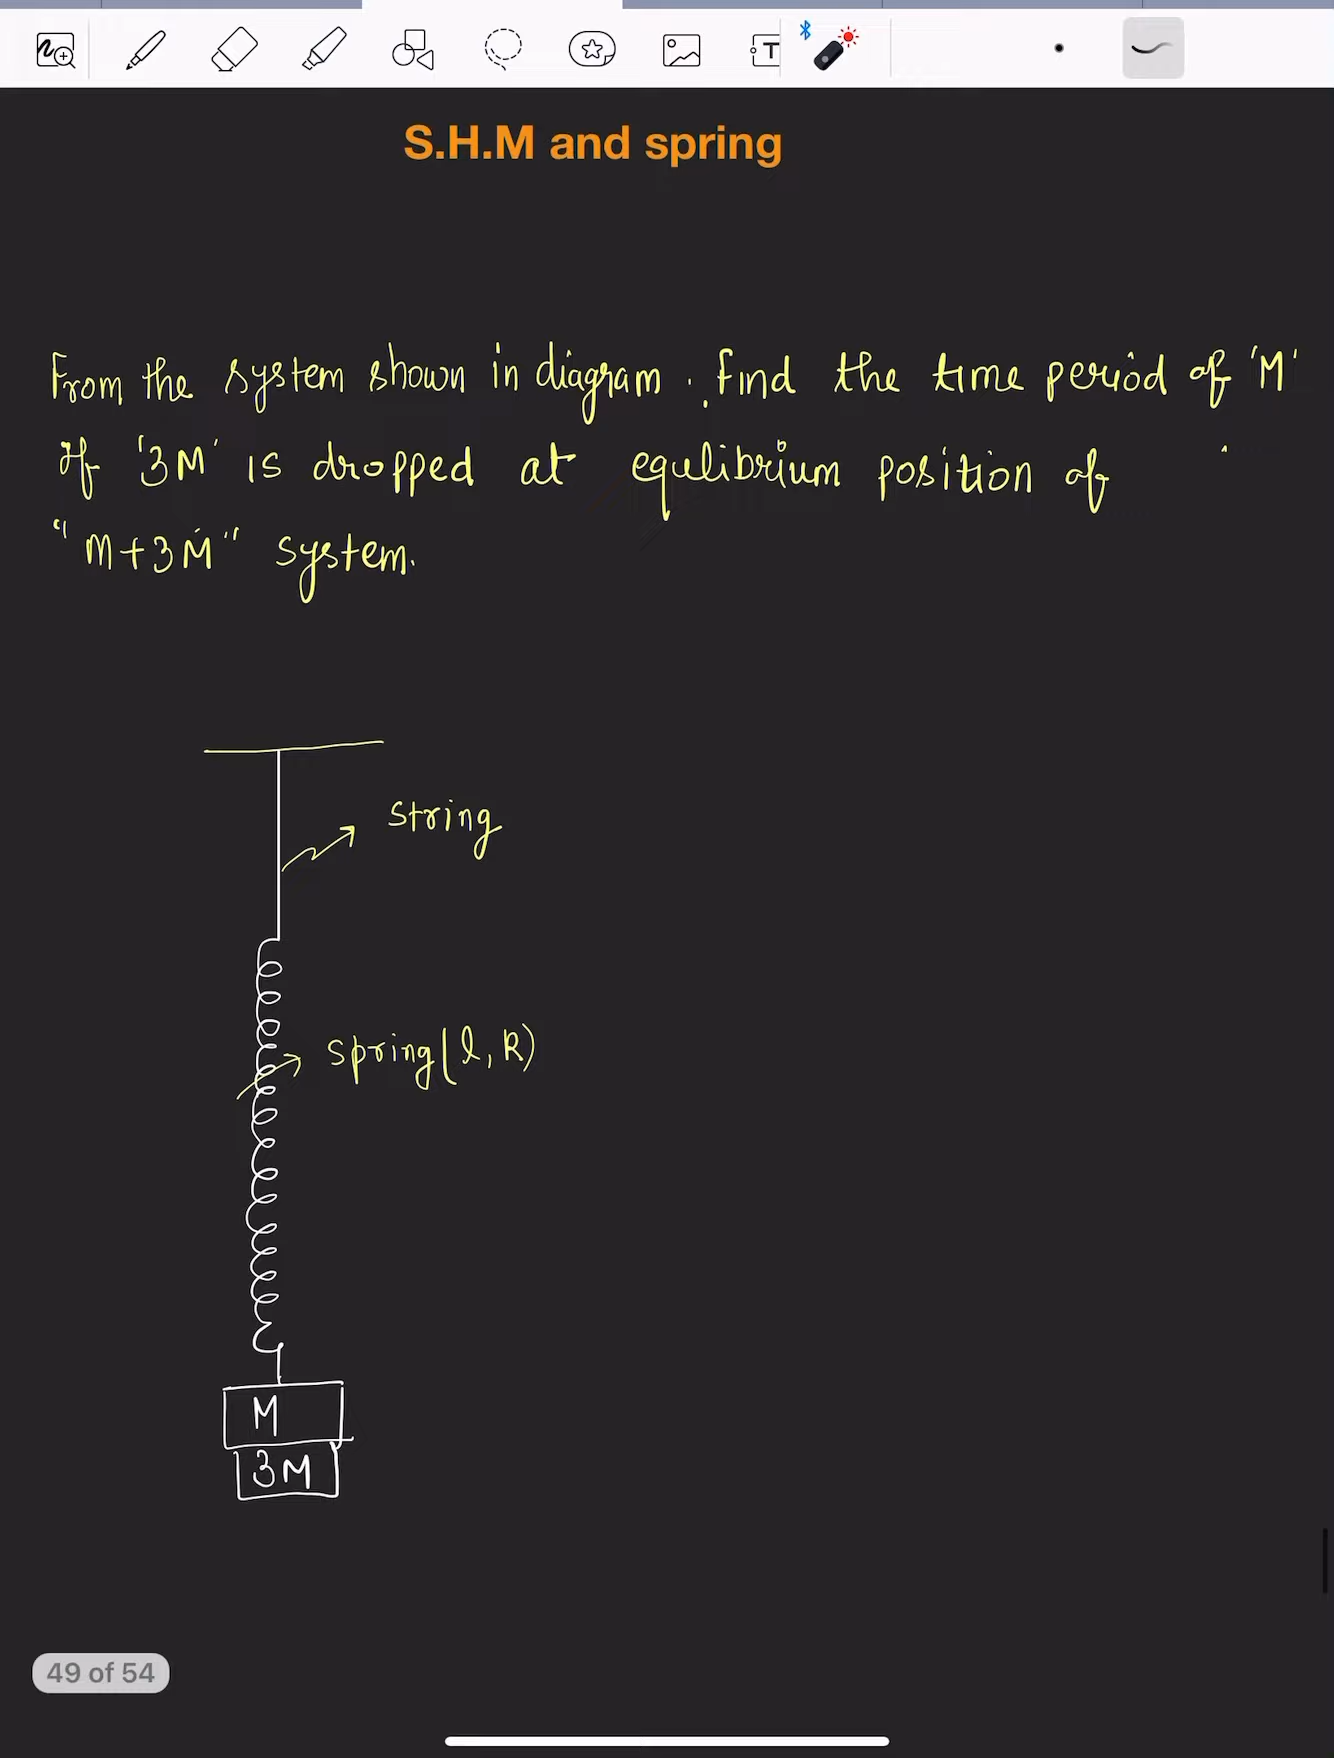 S.H.M and spring
From the system shown in diagram . Find the time period of 'M'
If '3M' is dropped at equlibrium position of
"M+3M" system.
String
Spring(l, K)
M
3M
49 of 54